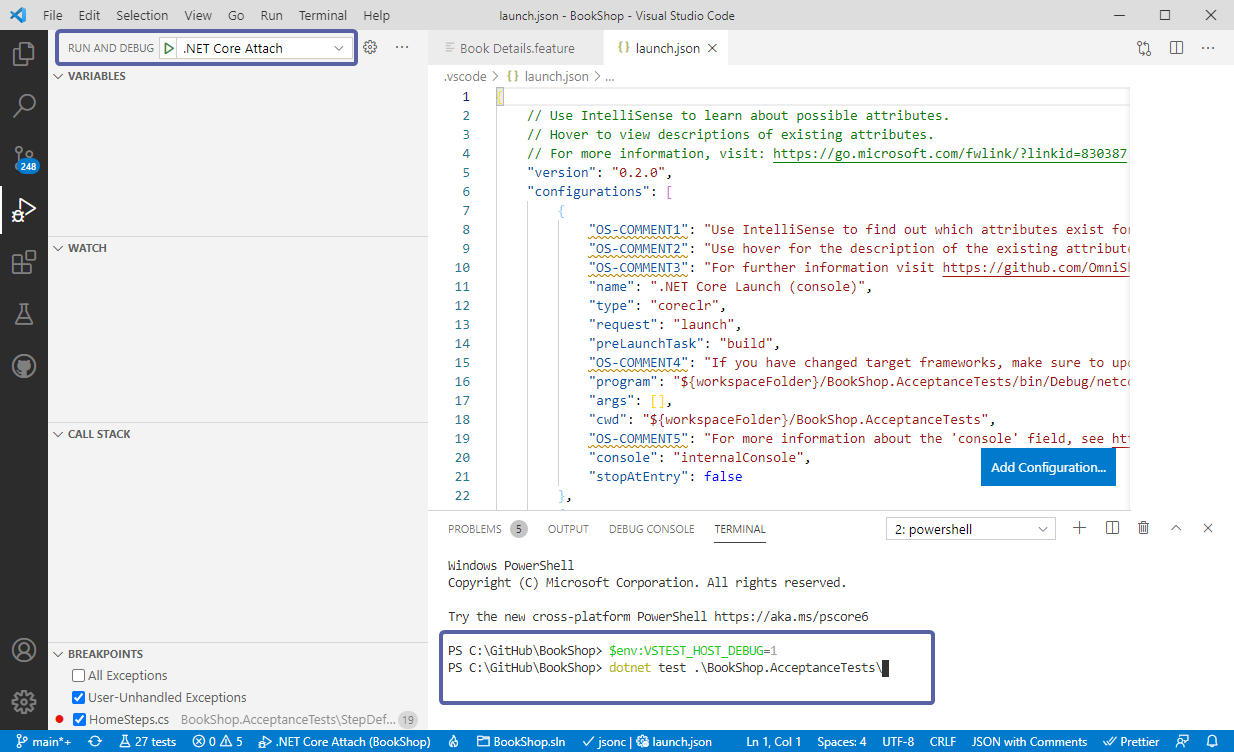 File Edit Selection View Go Run Terminal Help launch.json - BookShop - Visual Studio Code
RUN AND DEBUG .NET Core Attach
VARIABLES
WATCH
CALL STACK
BREAKPOINTS
All Exceptions
User-Unhandled Exceptions
HomeSteps.cs BookShop.AcceptanceTests\StepDef... 19
248
Book Details.feature {} launch.json
.vscode > {} launch.json > ...
1 {
2 // Use IntelliSense to learn about possible attributes.
3 // Hover to view descriptions of existing attributes.
4 // For more information, visit: https://go.microsoft.com/fwlink/?linkid=830387
5 "version": "0.2.0",
6 "configurations": [
7 {
8 "OS-COMMENT1": "Use IntelliSense to find out which attributes exist for
9 "OS-COMMENT2": "Use hover for the description of the existing attribute
10 "OS-COMMENT3": "For further information visit https://github.com/OmniSh
11 "name": ".NET Core Launch (console)",
12 "type": "coreclr",
13 "request": "launch",
14 "preLaunchTask": "build",
15 "OS-COMMENT4": "If you have changed target frameworks, make sure to upd
16 "program": "${workspaceFolder}/BookShop.AcceptanceTests/bin/Debug/netco
17 "args": [],
18 "cwd": "${workspaceFolder}/BookShop.AcceptanceTests",
19 "OS-COMMENT5": "For more information about the 'console' field, see htt
20 "console": "internalConsole",
21 "stopAtEntry": false
22 },
Add Configuration...
PROBLEMS 5 OUTPUT DEBUG CONSOLE TERMINAL 2: powershell
Windows PowerShell
Copyright (C) Microsoft Corporation. All rights reserved.
Try the new cross-platform PowerShell https://aka.ms/pscore6
PS C:\GitHub\BookShop> $env:VSTEST_HOST_DEBUG=1
PS C:\GitHub\BookShop> dotnet test .\BookShop.AcceptanceTests\
main*+ 27 tests 0 5 .NET Core Attach (BookShop) BookShop.sln jsonc | launch.json Ln 1, Col 1 Spaces: 4 UTF-8 CRLF JSON with Comments Prettier